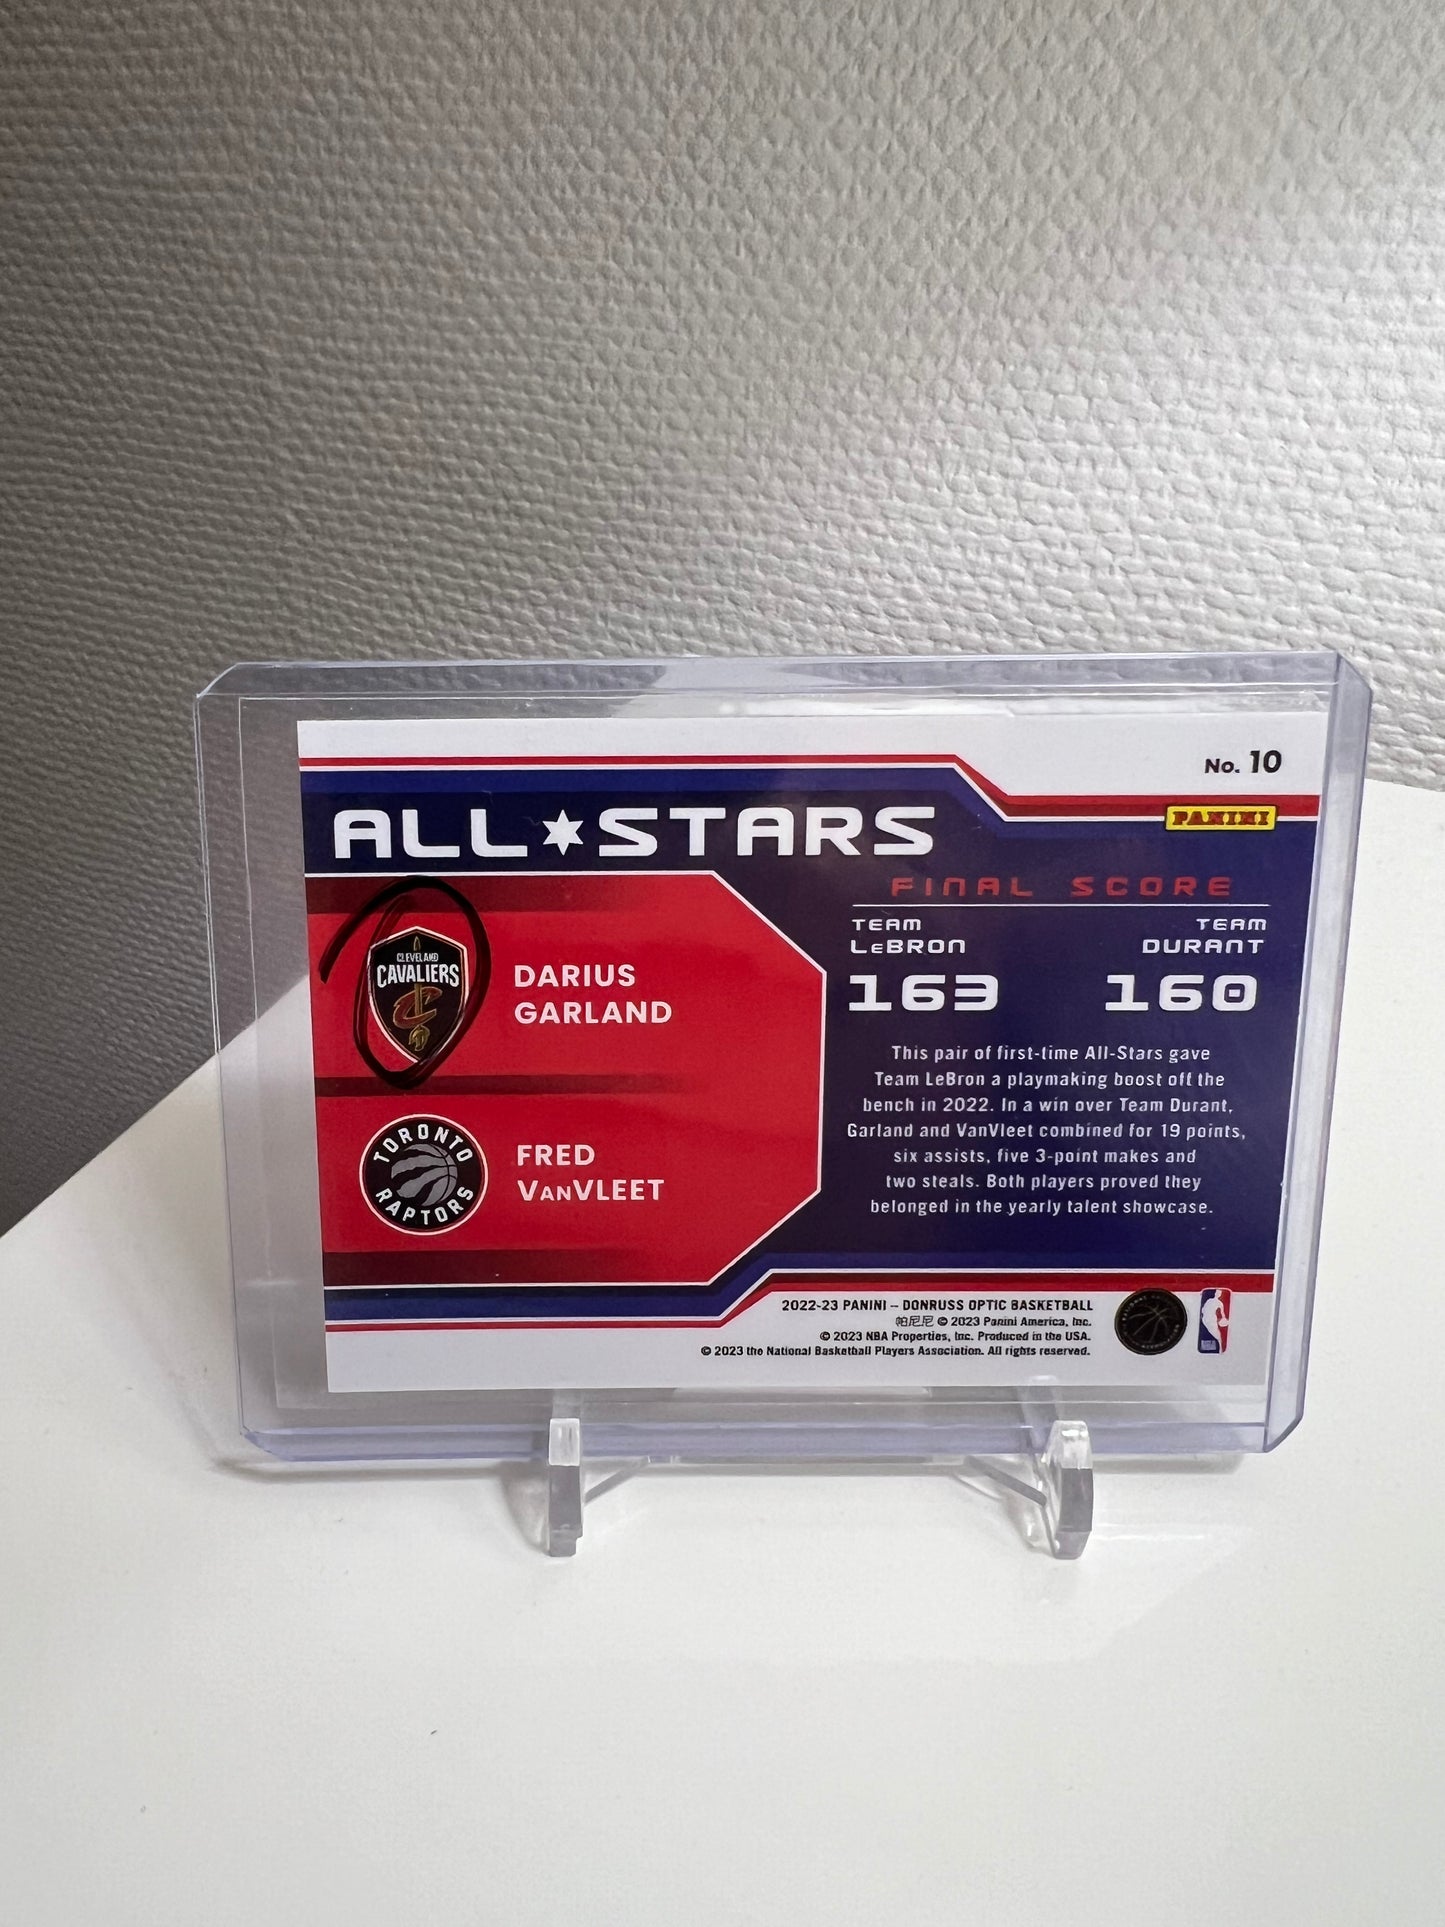 No. 10
PANINI
ALL★STARS
FINAL SCORE
TEAM LeBRON
163
TEAM DURANT
160
CLEVELAND
CAVALIERS
DARIUS
GARLAND
TORONTO
RAPTORS
FRED
VanVLEET
This pair of first-time All-Stars gave
Team LeBron a playmaking boost off the
bench in 2022. In a win over Team Durant,
Garland and VanVleet combined for 19 points,
six assists, five 3-point makes and
two steals. Both players proved they
belonged in the yearly talent showcase.
2022-23 PANINI – DONRUSS OPTIC BASKETBALL
帕尼尼 © 2023 Panini America, Inc.
© 2023 NBA Properties, Inc. Produced in the USA.
© 2023 the National Basketball Players Association. All rights reserved.
NBA